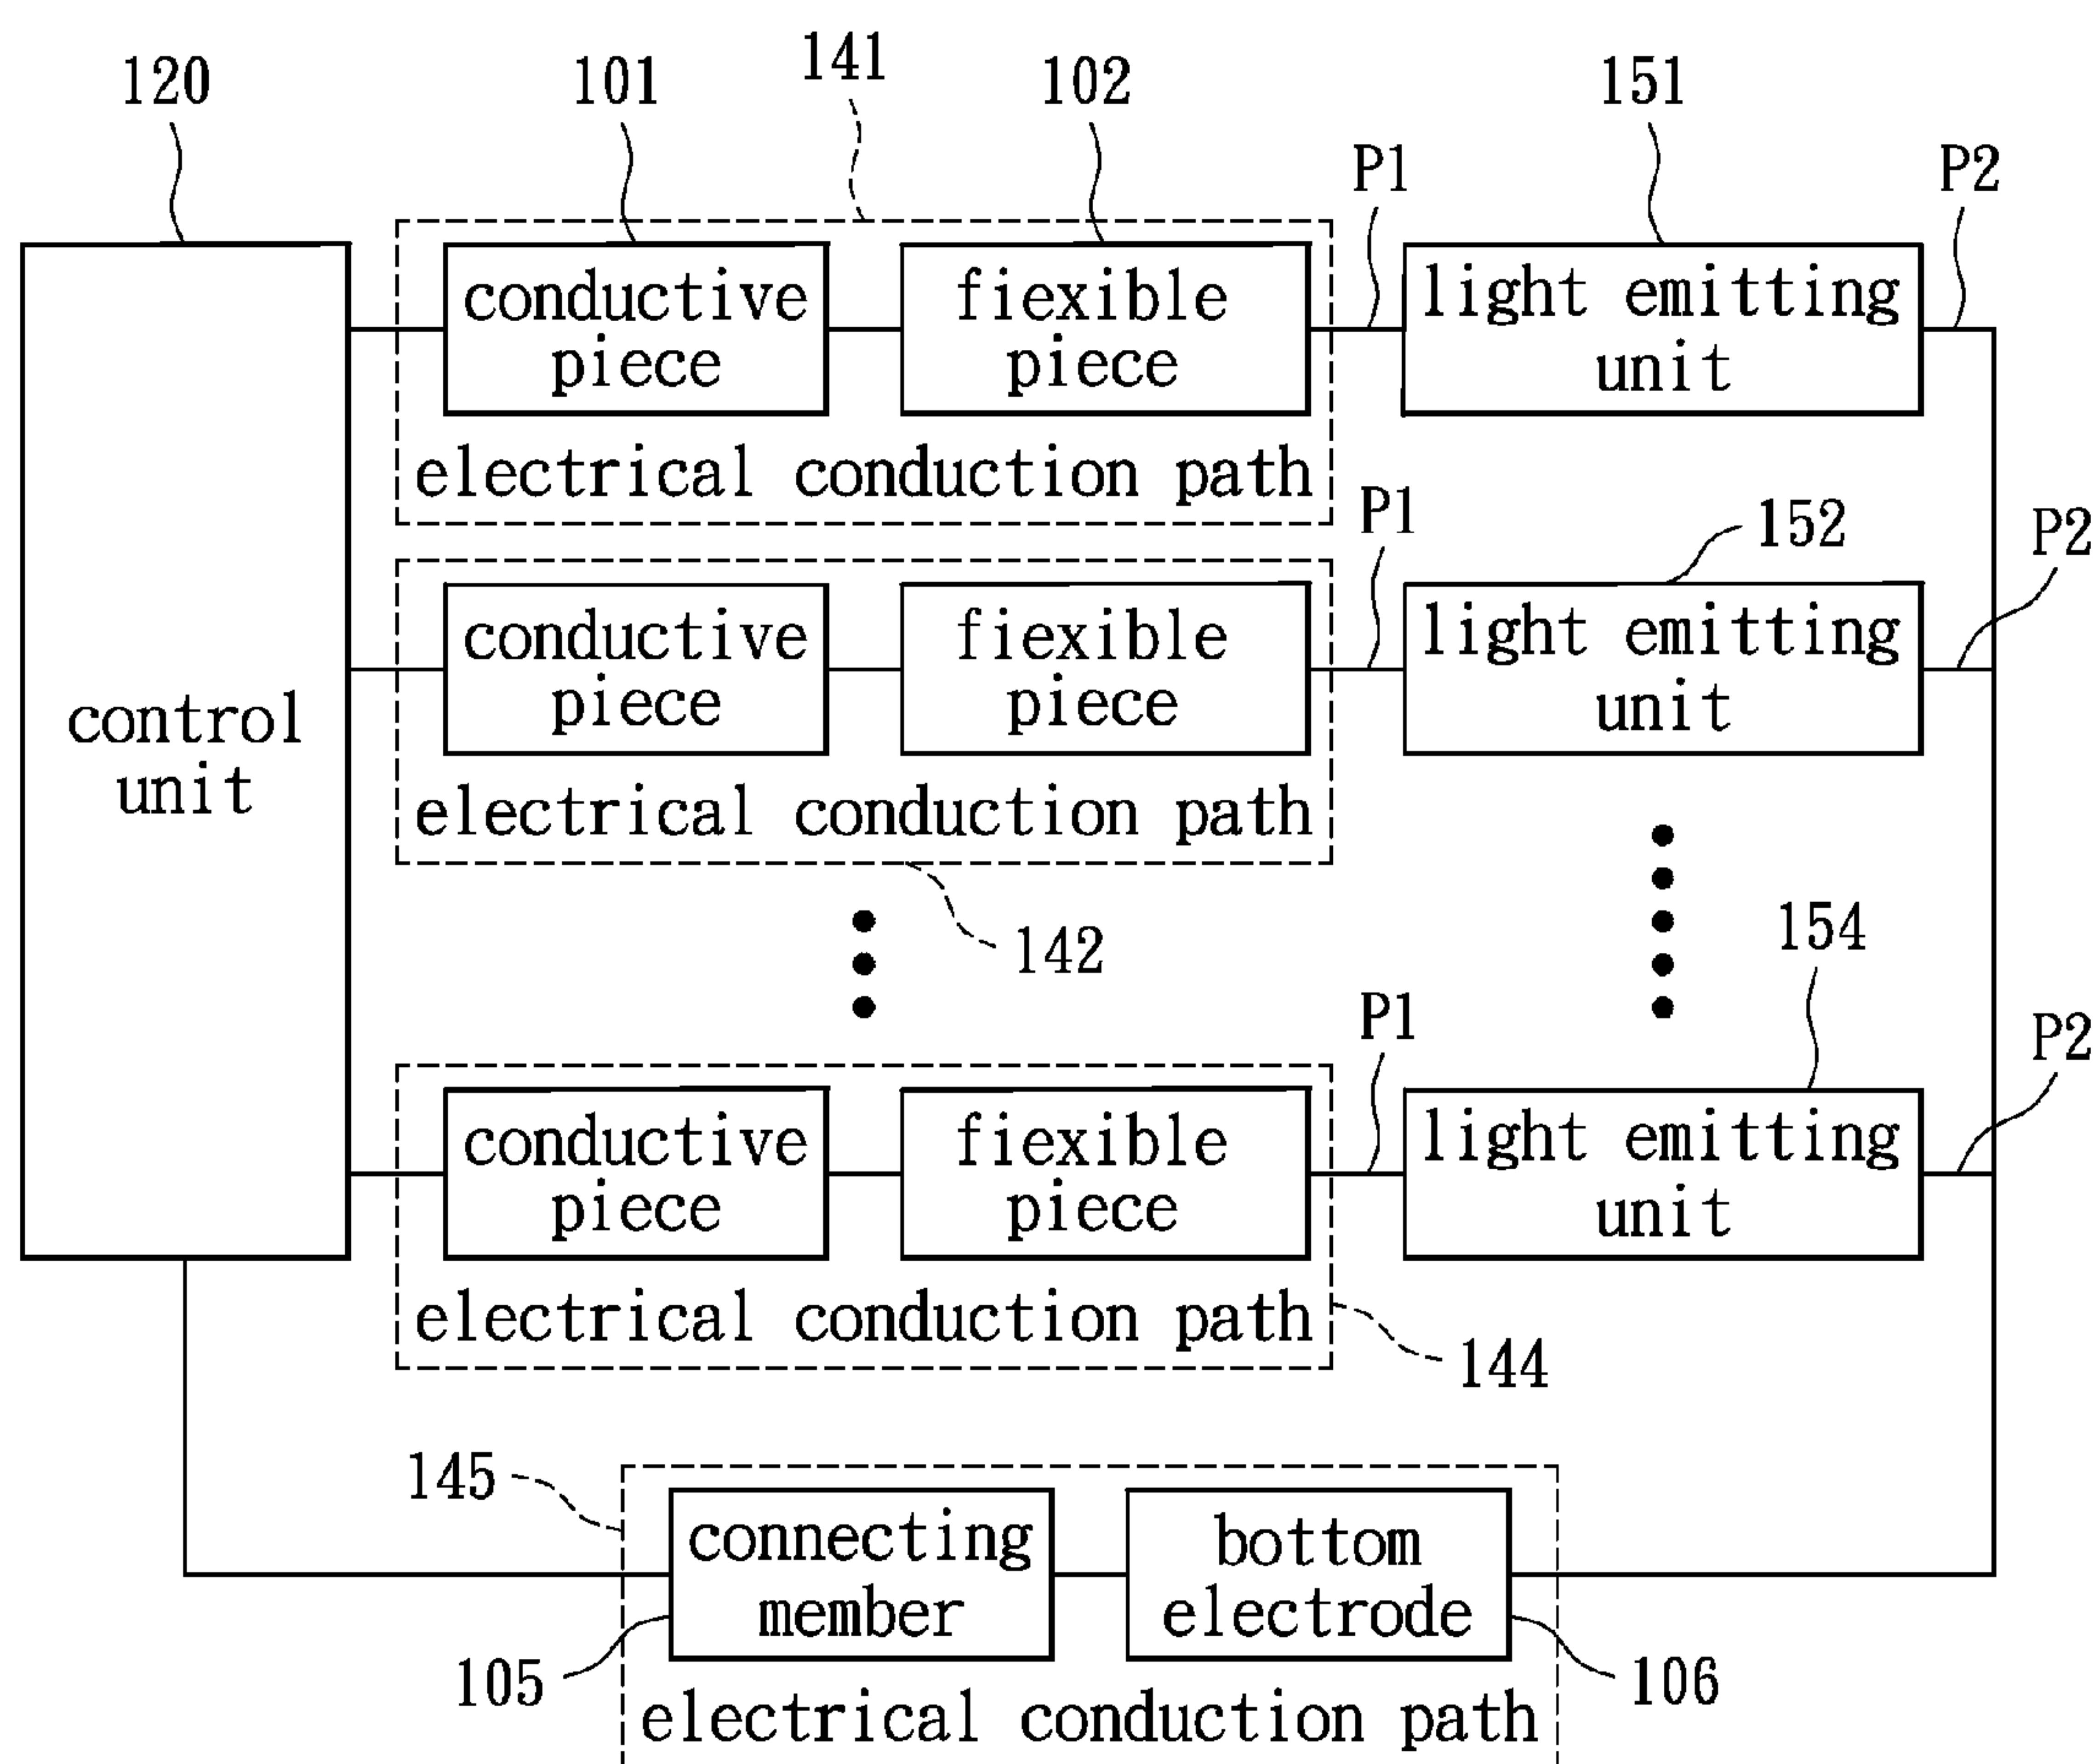 120
101
141
102
151
P1
P2
conductive
piece
fiexible
piece
light emitting
unit
electrical conduction path
P1
152
P2
conductive
piece
fiexible
piece
light emitting
unit
control
unit
electrical conduction path
142
154
P1
P2
conductive
piece
fiexible
piece
light emitting
unit
electrical conduction path
144
145
connecting
member
bottom
electrode
105
106
electrical conduction path